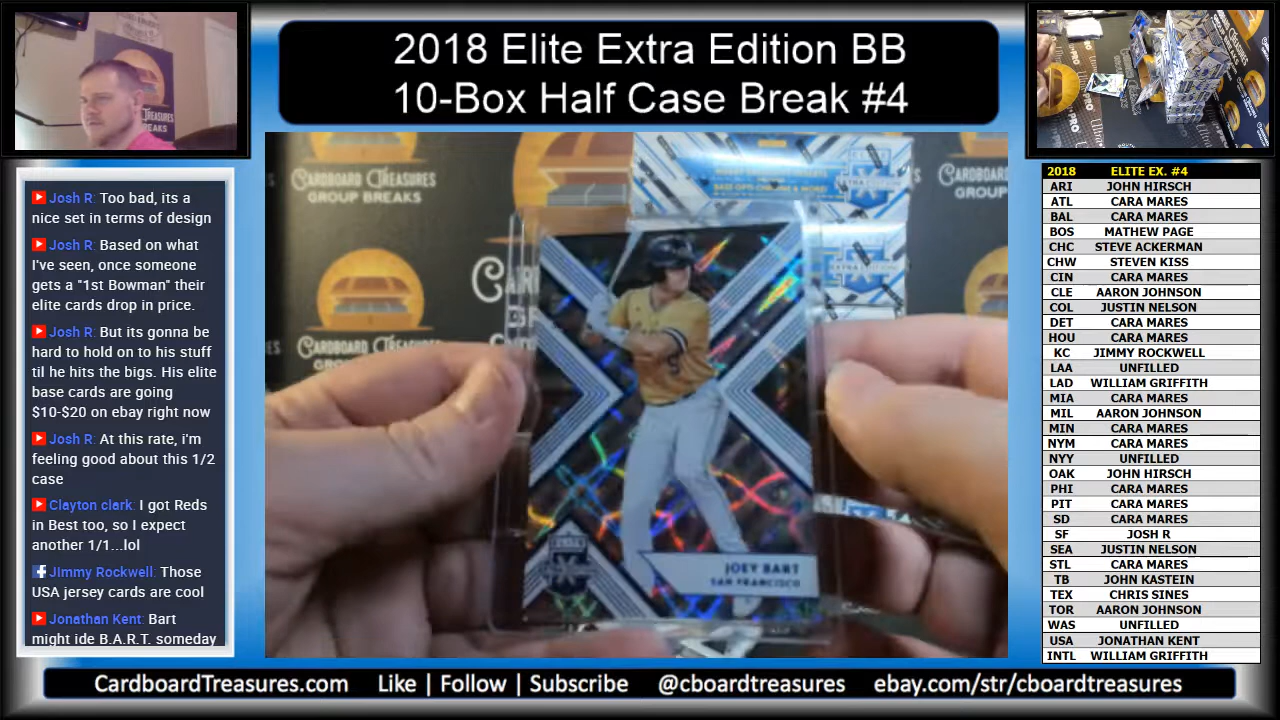 2018 Elite Extra Edition BB
10-Box Half Case Break #4
Josh R: Too bad, its a
nice set in terms of design
Josh R: Based on what
I've seen, once someone
gets a "1st Bowman" their
elite cards drop in price.
Josh R: But its gonna be
hard to hold on to his stuff
til he hits the bigs. His elite
base cards are going
$10-$20 on ebay right now
Josh R: At this rate, i'm
feeling good about this 1/2
case
Clayton clark: I got Reds
in Best too, so I expect
another 1/1...lol
Jimmy Rockwell: Those
USA jersey cards are cool
Jonathan Kent: Bart
might ide B.A.R.T. someday
CARDBOARD TREASURES
GROUP BREAKS
EXTRA EDITION
CARDBOARD TREASURES
JOEY BART
SAN FRANCISCO
2018 ELITE EX. #4
ARI JOHN HIRSCH
ATL CARA MARES
BAL CARA MARES
BOS MATHEW PAGE
CHC STEVE ACKERMAN
CHW STEVEN KISS
CIN CARA MARES
CLE AARON JOHNSON
COL JUSTIN NELSON
DET CARA MARES
HOU CARA MARES
KC JIMMY ROCKWELL
LAA UNFILLED
LAD WILLIAM GRIFFITH
MIA CARA MARES
MIL AARON JOHNSON
MIN CARA MARES
NYM CARA MARES
NYY UNFILLED
OAK JOHN HIRSCH
PHI CARA MARES
PIT CARA MARES
SD CARA MARES
SF JOSH R
SEA JUSTIN NELSON
STL CARA MARES
TB JOHN KASTEIN
TEX CHRIS SINES
TOR AARON JOHNSON
WAS UNFILLED
USA JONATHAN KENT
INTL WILLIAM GRIFFITH
CardboardTreasures.com Like | Follow | Subscribe @cboardtreasures ebay.com/str/cboardtreasures